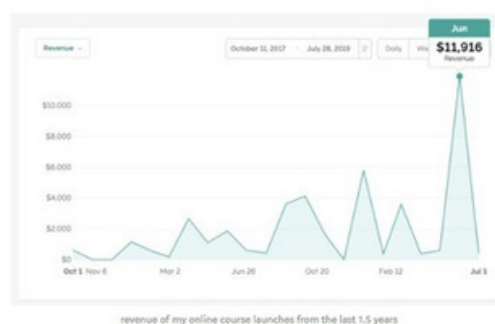 Jun
$11,916
Revenue
Revenue
October 11, 2017 - July 28, 2019
Daily
$10,000
$8,000
$6,000
$4,000
$2,000
$0
Oct 1 Nov 6 Mar 2 Jun 26 Oct 20 Feb 12 Jul 1
revenue of my online course launches from the last 1.5 years